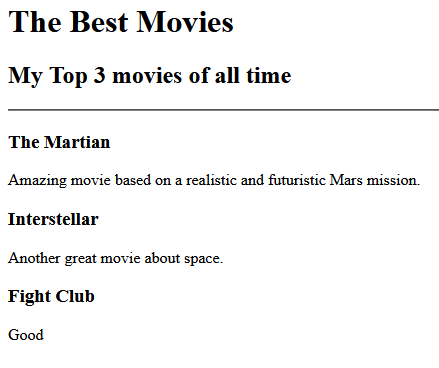 The Best Movies
My Top 3 movies of all time
The Martian
Amazing movie based on a realistic and futuristic Mars mission.
Interstellar
Another great movie about space.
Fight Club
Good